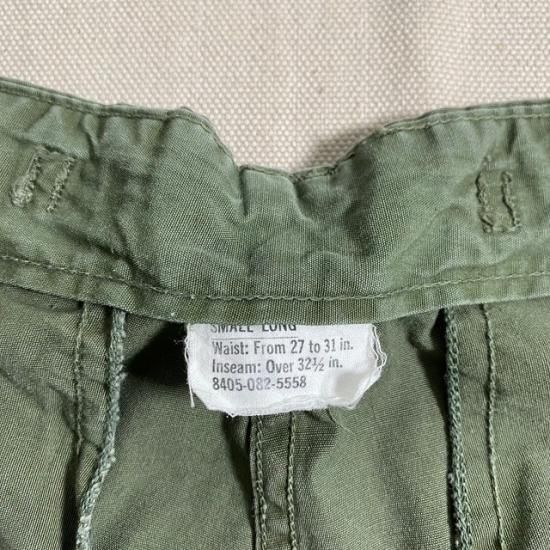 SMALL LONG
Waist: From 27 to 31 in.
Inseam: Over 32½ in.
8405-082-5558